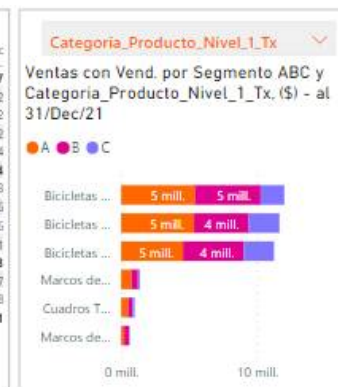 Categoria_Producto_Nivel_1_Tx
Ventas con Vend. por Segmento ABC y
Categoria_Producto_Nivel_1_Tx, ($) - al
31/Dec/21
A B C
Bicicletas ... 5 mill. 5 mill.
Bicicletas ... 5 mill. 4 mill.
Bicicletas ... 5 mill. 4 mill.
Marcos de...
Cuadros T...
Marcos de...
0 mill. 10 mill.